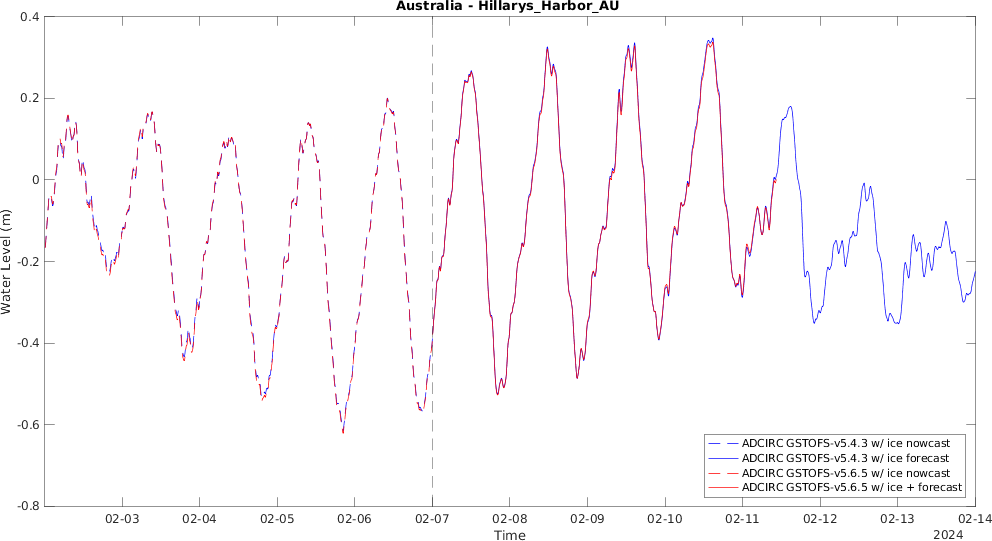 Australia - Hillarys_Harbor_AU
0.4
0.2
0
-0.2
-0.4
-0.6
-0.8
Water Level (m)
ADCIRC GSTOFS-v5.4.3 w/ ice nowcast
ADCIRC GSTOFS-v5.4.3 w/ ice forecast
ADCIRC GSTOFS-v5.6.5 w/ ice nowcast
ADCIRC GSTOFS-v5.6.5 w/ ice + forecast
02-03 02-04 02-05 02-06 02-07 02-08 02-09 02-10 02-11 02-12 02-13 02-14
Time
2024